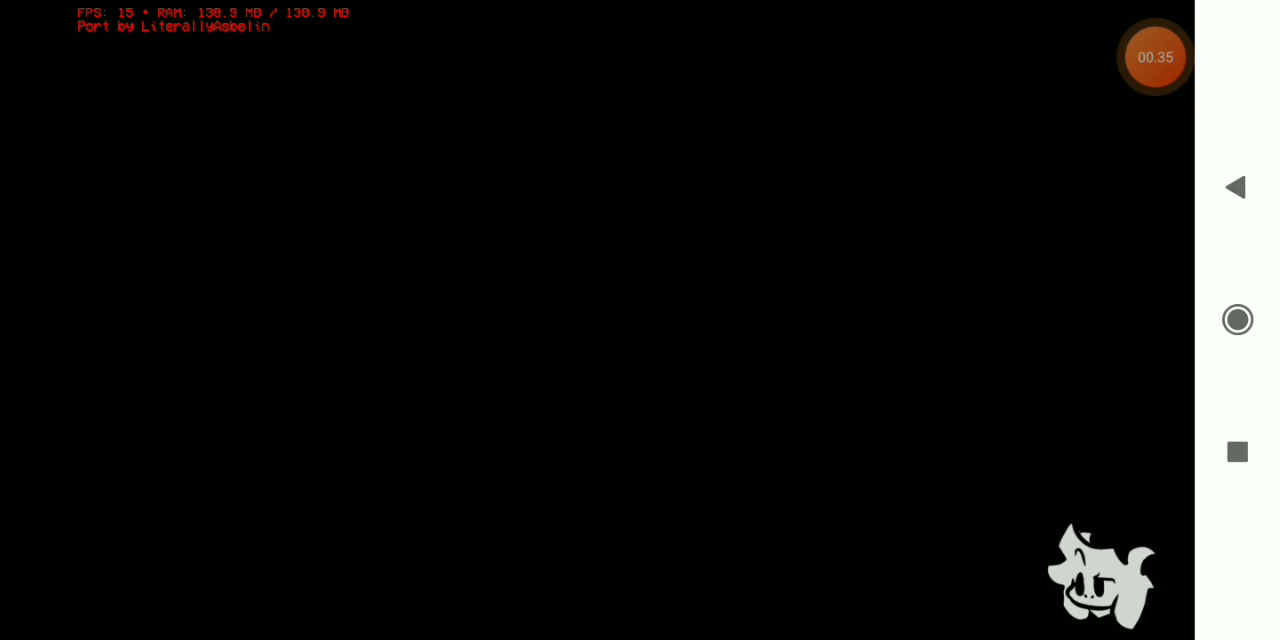 FPS: 15 • RAM: 130.9 MB / 130.9 MB
Port by LiterallyAsbelin
00.35